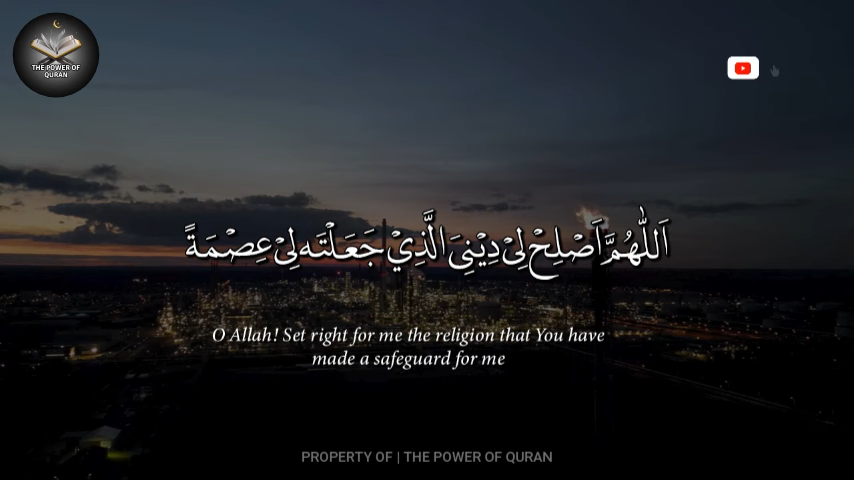 THE POWER OF
QURAN
اَللّٰهُمَّ اَصْلِحْ لِيْ دِيْنِيَ الَّذِيْ جَعَلْتَه لِيْ عِصْمَةً
O Allah! Set right for me the religion that You have
made a safeguard for me
PROPERTY OF | THE POWER OF QURAN